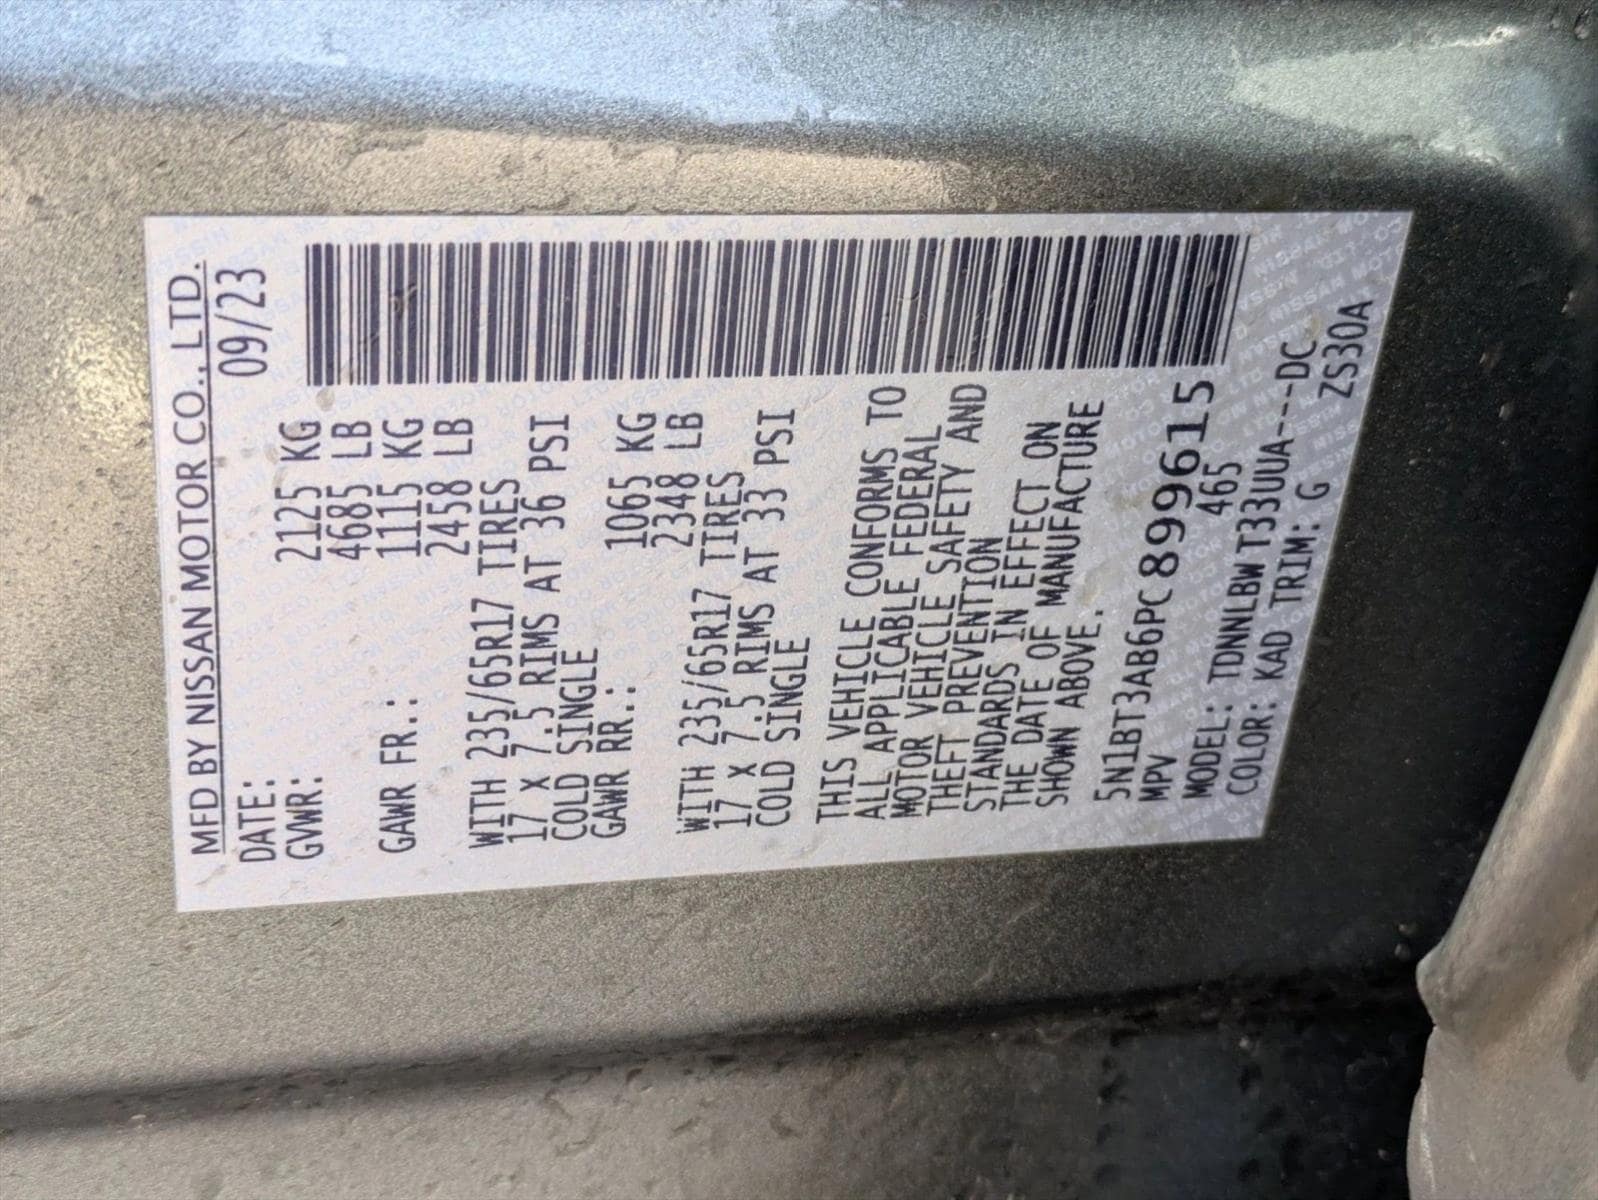 MFD BY NISSAN MOTOR CO., LTD.
DATE: 09/23
GVWR: 2125 KG
4685 LB
GAWR FR.: 1115 KG
2458 LB
WITH 235/65R17 TIRES
17 X 7.5 RIMS AT 36 PSI
COLD SINGLE
GAWR RR.: 1065 KG
2348 LB
WITH 235/65R17 TIRES
17 X 7.5 RIMS AT 33 PSI
COLD SINGLE
THIS VEHICLE CONFORMS TO
ALL APPLICABLE FEDERAL
MOTOR VEHICLE SAFETY AND
THEFT PREVENTION
STANDARDS IN EFFECT ON
THE DATE OF MANUFACTURE
SHOWN ABOVE.
5N1BT3AB6PC899615
MPV 465
MODEL: TDNNLBW T33UUA---DC
COLOR: KAD TRIM: G ZS30A